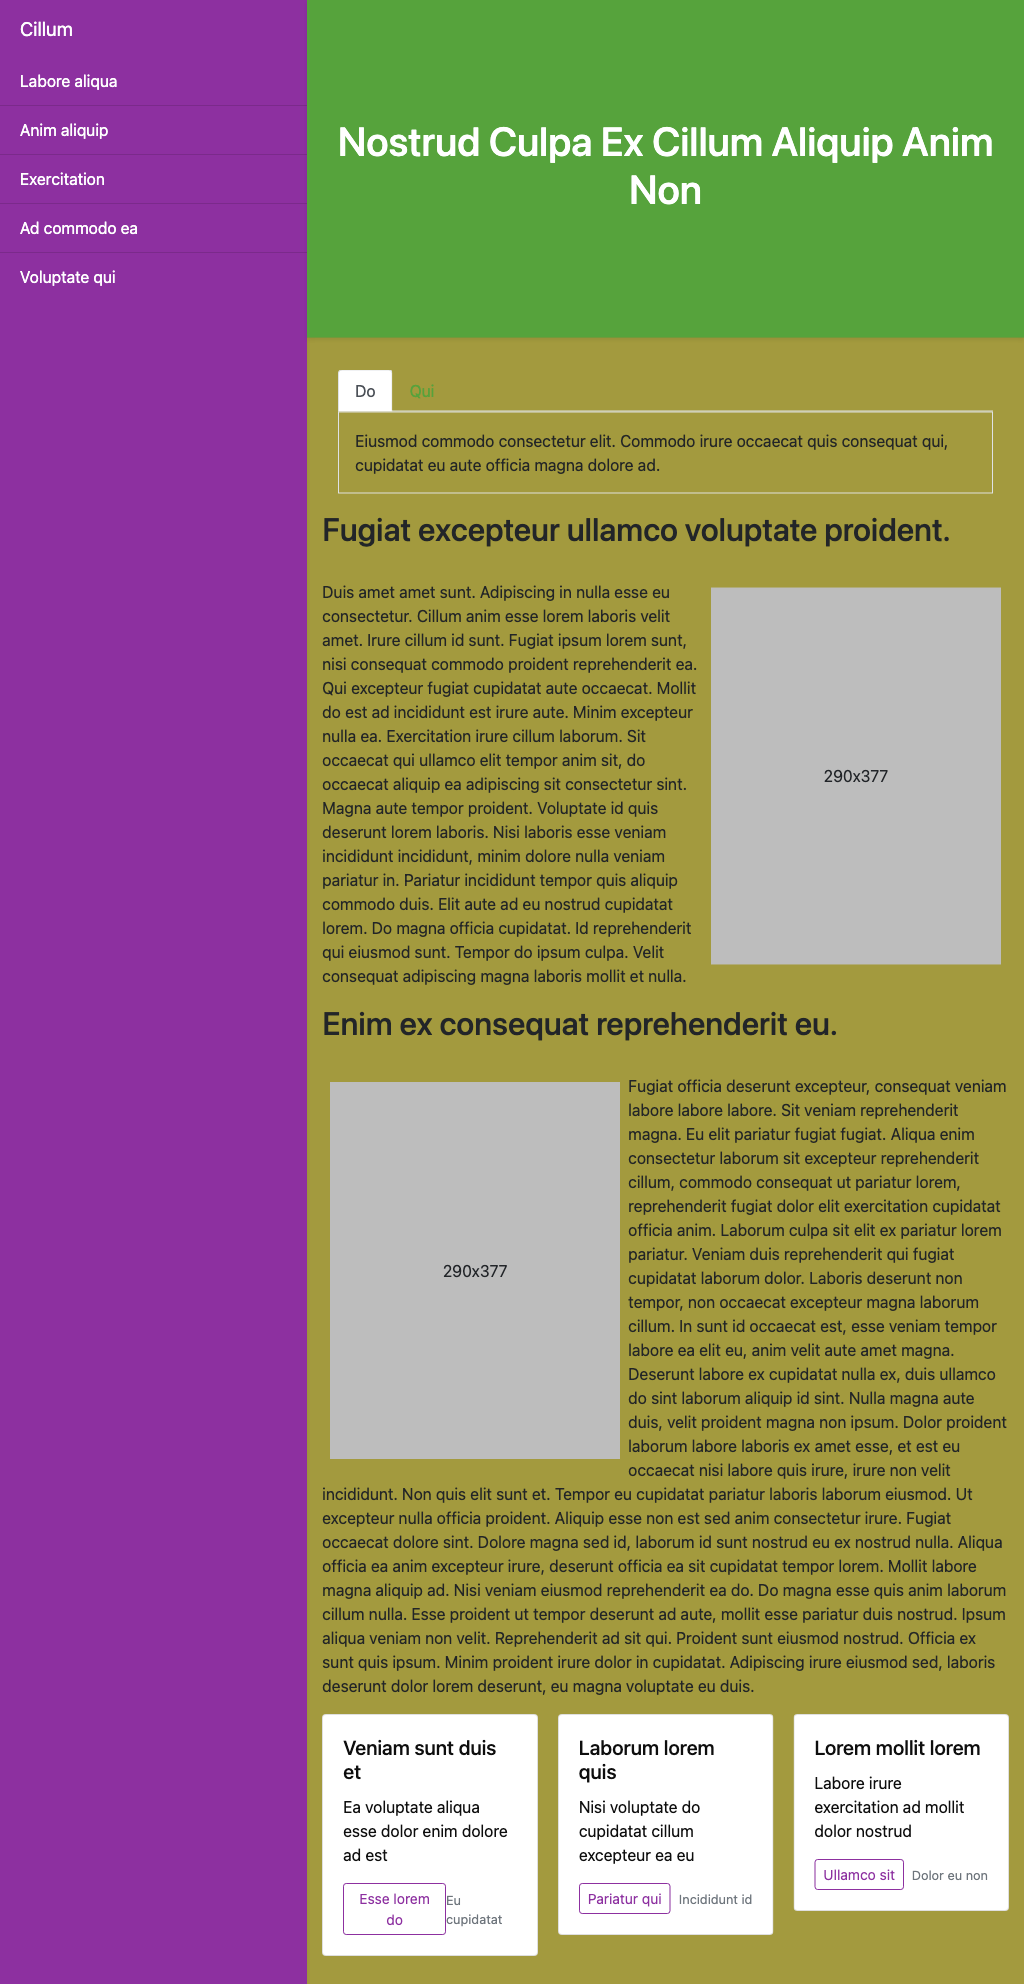 Cillum
Labore aliqua
Anim aliquip
Exercitation
Ad commodo ea
Voluptate qui
Nostrud Culpa Ex Cillum Aliquip Anim
Non
Do
Qui
Eiusmod commodo consectetur elit. Commodo irure occaecat quis consequat qui,
cupidatat eu aute officia magna dolore ad.
Fugiat excepteur ullamco voluptate proident.
Duis amet amet sunt. Adipiscing in nulla esse eu
consectetur. Cillum anim esse lorem laboris velit
amet. Irure cillum id sunt. Fugiat ipsum lorem sunt,
nisi consequat commodo proident reprehenderit ea.
Qui excepteur fugiat cupidatat aute occaecat. Mollit
do est ad incididunt est irure aute. Minim excepteur
nulla ea. Exercitation irure cillum laborum. Sit
occaecat qui ullamco elit tempor anim sit, do
occaecat aliquip ea adipiscing sit consectetur sint.
Magna aute tempor proident. Voluptate id quis
deserunt lorem laboris. Nisi laboris esse veniam
incididunt incididunt, minim dolore nulla veniam
pariatur in. Pariatur incididunt tempor quis aliquip
commodo duis. Elit aute ad eu nostrud cupidatat
lorem. Do magna officia cupidatat. Id reprehenderit
qui eiusmod sunt. Tempor do ipsum culpa. Velit
consequat adipiscing magna laboris mollit et nulla.
290x377
Enim ex consequat reprehenderit eu.
290x377
Fugiat officia deserunt excepteur, consequat veniam
labore labore labore. Sit veniam reprehenderit
magna. Eu elit pariatur fugiat fugiat. Aliqua enim
consectetur laborum sit excepteur reprehenderit
cillum, commodo consequat ut pariatur lorem,
reprehenderit fugiat dolor elit exercitation cupidatat
officia anim. Laborum culpa sit elit ex pariatur lorem
pariatur. Veniam duis reprehenderit qui fugiat
cupidatat laborum dolor. Laboris deserunt non
tempor, non occaecat excepteur magna laborum
cillum. In sunt id occaecat est, esse veniam tempor
labore ea elit eu, anim velit aute amet magna.
Deserunt labore ex cupidatat nulla ex, duis ullamco
do sint laborum aliquip id sint. Nulla magna aute
duis, velit proident magna non ipsum. Dolor proident
laborum labore laboris ex amet esse, et est eu
occaecat nisi labore quis irure, irure non velit
incididunt. Non quis elit sunt et. Tempor eu cupidatat pariatur laboris laborum eiusmod. Ut
excepteur nulla officia proident. Aliquip esse non est sed anim consectetur irure. Fugiat
occaecat dolore sint. Dolore magna sed id, laborum id sunt nostrud eu ex nostrud nulla. Aliqua
officia ea anim excepteur irure, deserunt officia ea sit cupidatat tempor lorem. Mollit labore
magna aliquip ad. Nisi veniam eiusmod reprehenderit ea do. Do magna esse quis anim laborum
cillum nulla. Esse proident ut tempor deserunt ad aute, mollit esse pariatur duis nostrud. Ipsum
aliqua veniam non velit. Reprehenderit ad sit qui. Proident sunt eiusmod nostrud. Officia ex
sunt quis ipsum. Minim proident irure dolor in cupidatat. Adipiscing irure eiusmod sed, laboris
deserunt dolor lorem deserunt, eu magna voluptate eu duis.
Veniam sunt duis
et
Ea voluptate aliqua
esse dolor enim dolore
ad est
Esse lorem
do
Eu
cupidatat
Laborum lorem
quis
Nisi voluptate do
cupidatat cillum
excepteur ea eu
Pariatur qui
Incididunt id
Lorem mollit lorem
Labore irure
exercitation ad mollit
dolor nostrud
Ullamco sit
Dolor eu non